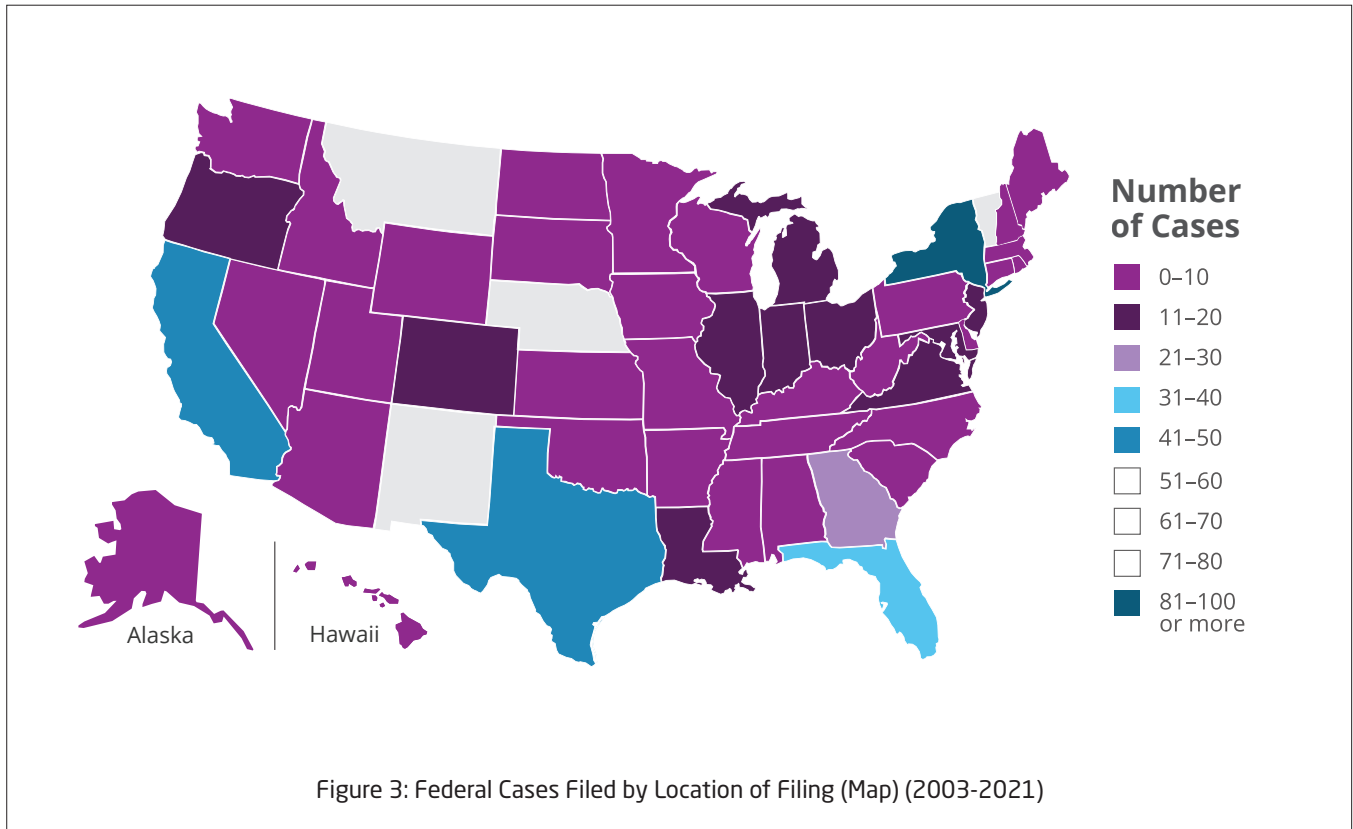 Number
of Cases
0–10
11–20
21–30
31–40
41–50
51–60
61–70
71–80
81–100
or more
Alaska
Hawaii
Figure 3: Federal Cases Filed by Location of Filing (Map) (2003-2021)